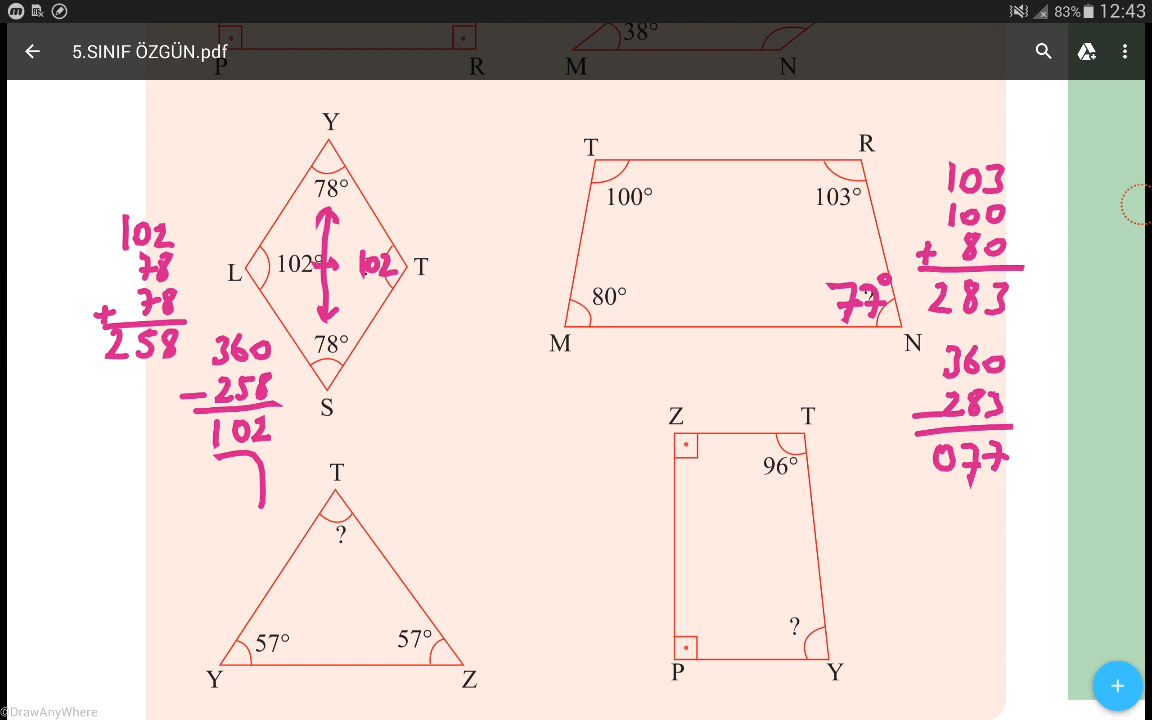 83% 12:43
5.SINIF ÖZGÜN.pdf
38°
P R M N
Y
78°
L 102° 102 T
78°
S
102
78
+ 78
258
360
- 258
102
T R
100° 103°
80° 77°
M N
103
100
+ 80
283
360
- 283
077
T
?
57° 57°
Y Z
Z T
96°
?
P Y
©DrawAnyWhere